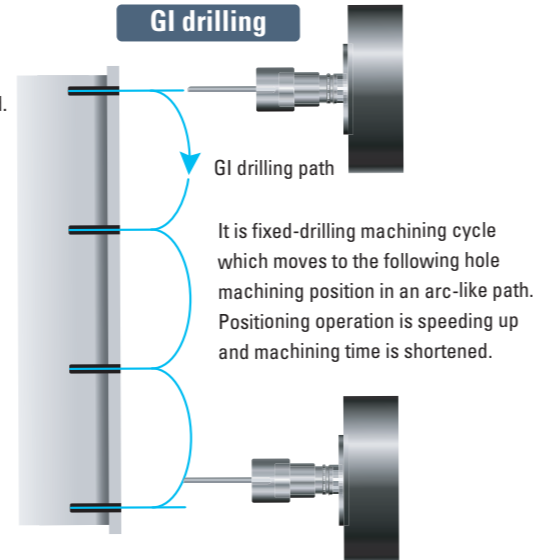 GI drilling
GI drilling path
It is fixed-drilling machining cycle
which moves to the following hole
machining position in an arc-like path.
Positioning operation is speeding up
and machining time is shortened.